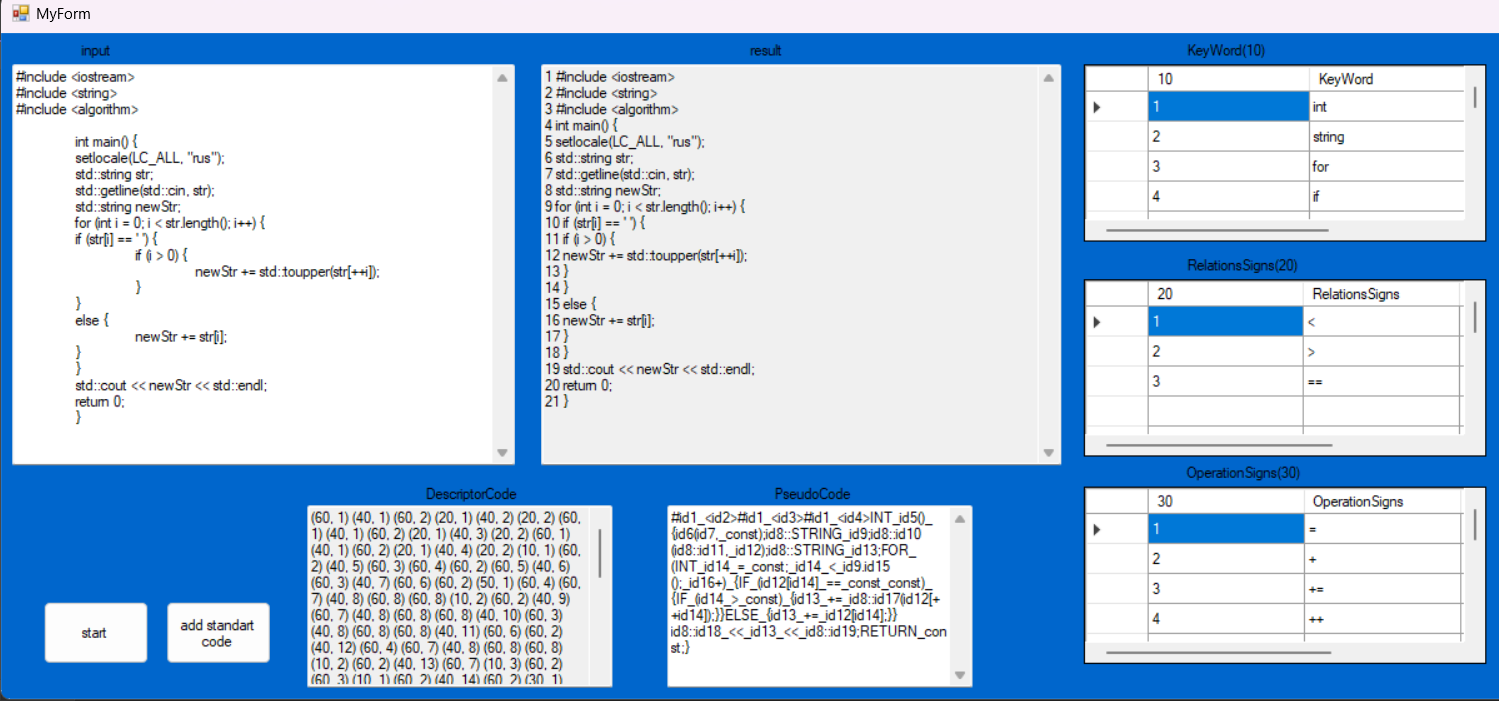 MyForm
input
#include <iostream>
#include <string>
#include <algorithm>
int main() {
setlocale(LC_ALL, "rus");
std::string str;
std::getline(std::cin, str);
std::string newStr;
for (int i = 0; i < str.length(); i++) {
if (str[i] == ' ') {
if (i > 0) {
newStr += std::toupper(str[++i]);
}
}
else {
newStr += str[i];
}
}
std::cout << newStr << std::endl;
return 0;
}
result
1 #include <iostream>
2 #include <string>
3 #include <algorithm>
4 int main() {
5 setlocale(LC_ALL, "rus");
6 std::string str;
7 std::getline(std::cin, str);
8 std::string newStr;
9 for (int i = 0; i < str.length(); i++) {
10 if (str[i] == ' ') {
11 if (i > 0) {
12 newStr += std::toupper(str[++i]);
13 }
14 }
15 else {
16 newStr += str[i];
17 }
18 }
19 std::cout << newStr << std::endl;
20 return 0;
21 }
KeyWord(10)
10 KeyWord
1 int
2 string
3 for
4 if
RelationsSigns(20)
20 RelationsSigns
1 <
2 >
3 ==
OperationSigns(30)
30 OperationSigns
1 =
2 +
3 +=
4 ++
start
add standart
code
DescriptorCode
(60, 1) (40, 1) (60, 2) (20, 1) (40, 2) (20, 2) (60,
1) (40, 1) (60, 2) (20, 1) (40, 3) (20, 2) (60, 1)
(40, 1) (60, 2) (20, 1) (40, 4) (20, 2) (10, 1) (60,
2) (40, 5) (60, 3) (60, 4) (60, 2) (60, 5) (40, 6)
(60, 3) (40, 7) (60, 6) (60, 2) (50, 1) (60, 4) (60,
7) (40, 8) (60, 8) (60, 8) (10, 2) (60, 2) (40, 9)
(60, 7) (40, 8) (60, 8) (60, 8) (40, 10) (60, 3)
(40, 8) (60, 8) (60, 8) (40, 11) (60, 6) (60, 2)
(40, 12) (60, 4) (60, 7) (40, 8) (60, 8) (60, 8)
(10, 2) (60, 2) (40, 13) (60, 7) (10, 3) (60, 2)
(60, 3) (10, 1) (60, 2) (40, 14) (60, 2) (30, 1)
PseudoCode
#id1_<id2>#id1_<id3>#id1_<id4>INT_id5()_
{id6(id7,_const);id8::STRING_id9;id8::id10
(id8::id11,_id12);id8::STRING_id13;FOR_
(INT_id14_=_const;_id14_<_id9.id15
();_id16+)_{IF_(id12[id14]_==_const_const)_
{IF_(id14_>_const)_{id13_+=_id8::id17(id12[+
+id14]);}}ELSE_{id13_+=_id12[id14];}}
id8::id18_<<_id13_<<_id8::id19;RETURN_con
st;}